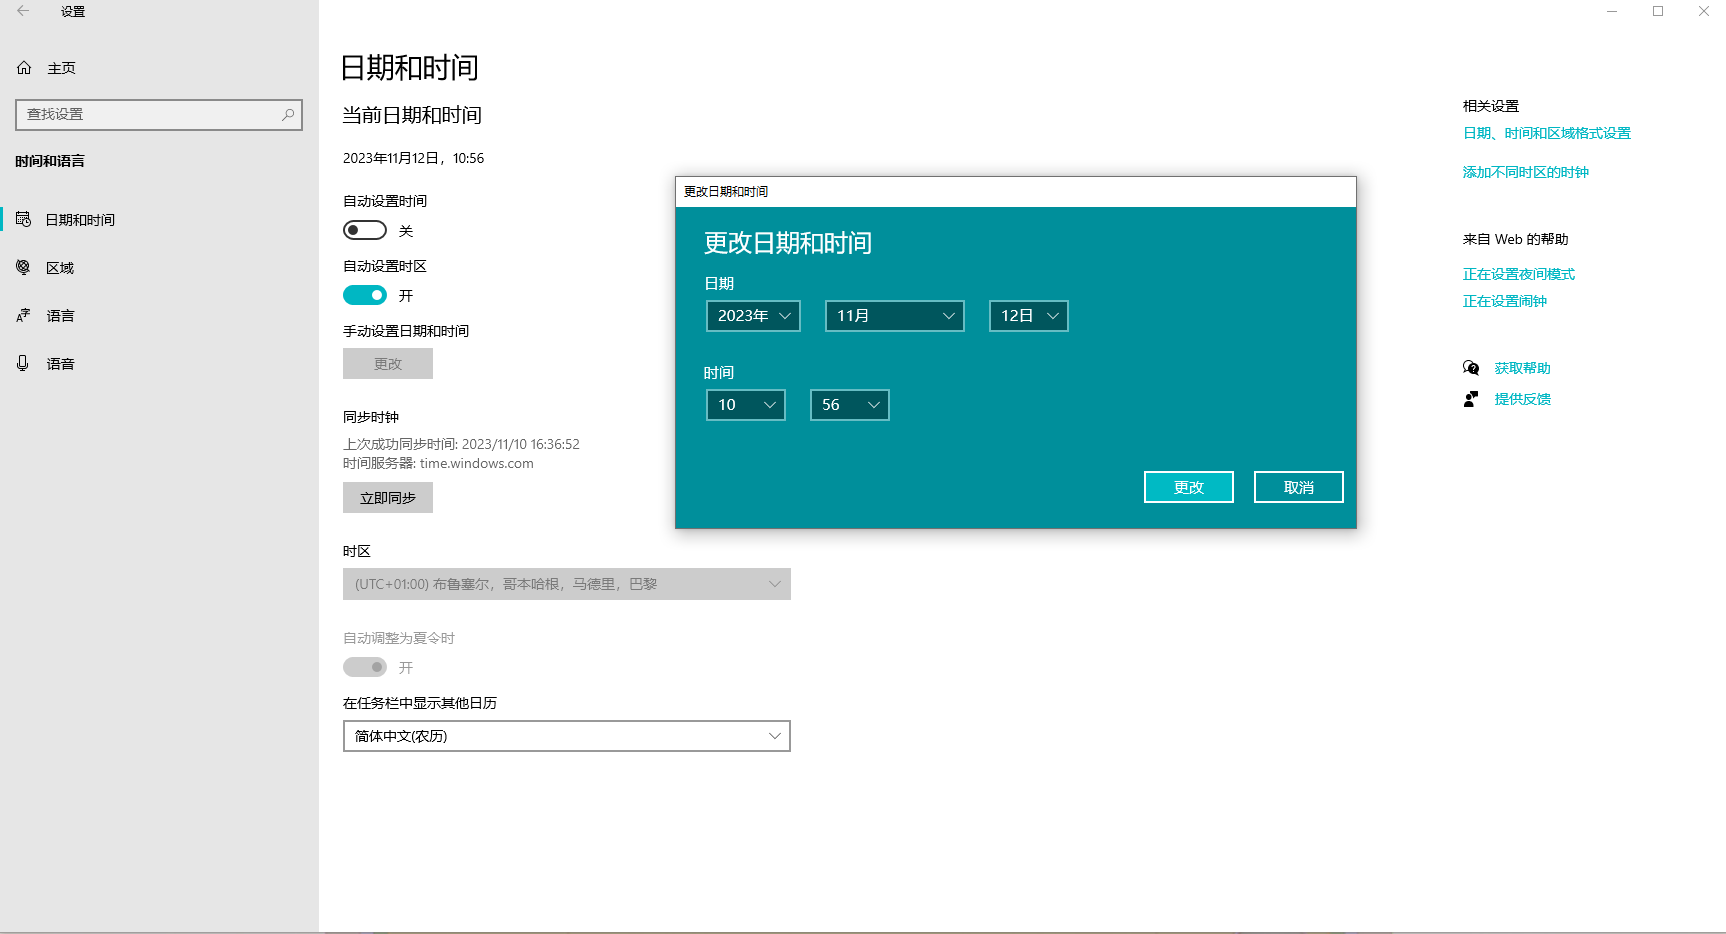 设置
主页
查找设置
时间和语言
日期和时间
区域
语言
语音
日期和时间
当前日期和时间
2023年11月12日，10:56
自动设置时间
关
自动设置时区
开
手动设置日期和时间
更改
同步时钟
上次成功同步时间: 2023/11/10 16:36:52
时间服务器: time.windows.com
立即同步
时区
(UTC+01:00) 布鲁塞尔，哥本哈根，马德里，巴黎
自动调整为夏令时
开
在任务栏中显示其他日历
简体中文(农历)
更改日期和时间
更改日期和时间
日期
2023年 11月 12日
时间
10 56
更改 取消
相关设置
日期、时间和区域格式设置
添加不同时区的时钟
来自 Web 的帮助
正在设置夜间模式
正在设置闹钟
获取帮助
提供反馈